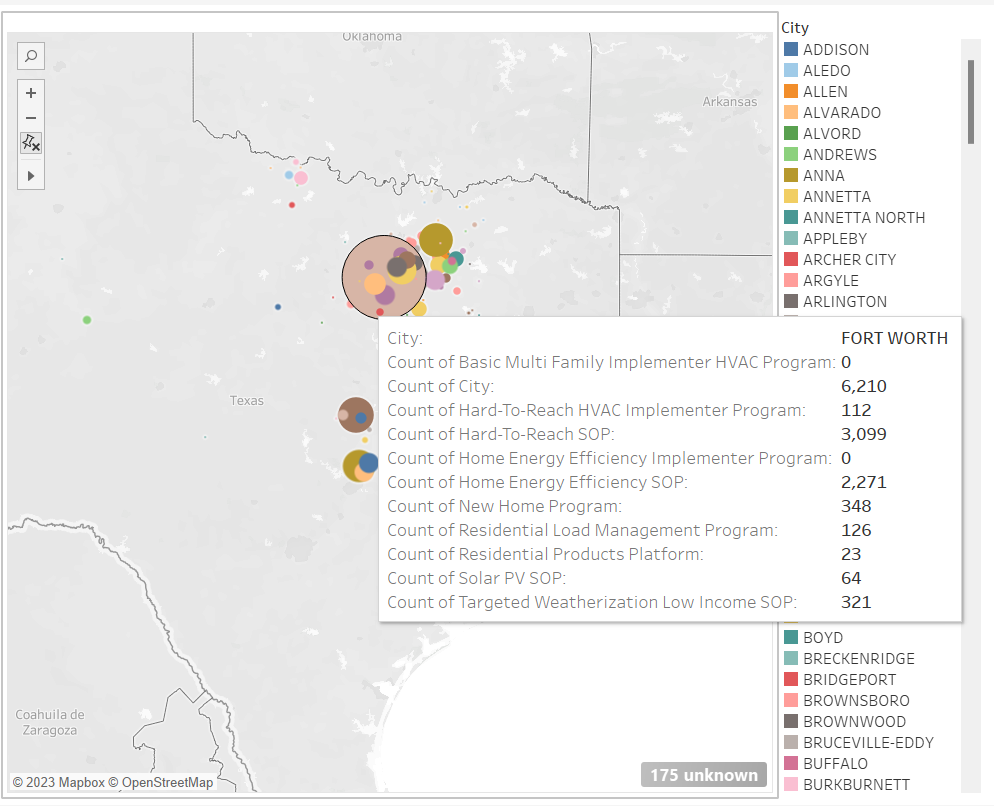 City
Oklahoma
Arkansas
Texas
Coahuila de
Zaragoza
ADDISON
ALEDO
ALLEN
ALVARADO
ALVORD
ANDREWS
ANNA
ANNETTA
ANNETTA NORTH
APPLEBY
ARCHER CITY
ARGYLE
ARLINGTON
City: FORT WORTH
Count of Basic Multi Family Implementer HVAC Program: 0
Count of City: 6,210
Count of Hard-To-Reach HVAC Implementer Program: 112
Count of Hard-To-Reach SOP: 3,099
Count of Home Energy Efficiency Implementer Program: 0
Count of Home Energy Efficiency SOP: 2,271
Count of New Home Program: 348
Count of Residential Load Management Program: 126
Count of Residential Products Platform: 23
Count of Solar PV SOP: 64
Count of Targeted Weatherization Low Income SOP: 321
BOYD
BRECKENRIDGE
BRIDGEPORT
BROWNSBORO
BROWNWOOD
BRUCEVILLE-EDDY
BUFFALO
BURKBURNETT
175 unknown
© 2023 Mapbox © OpenStreetMap